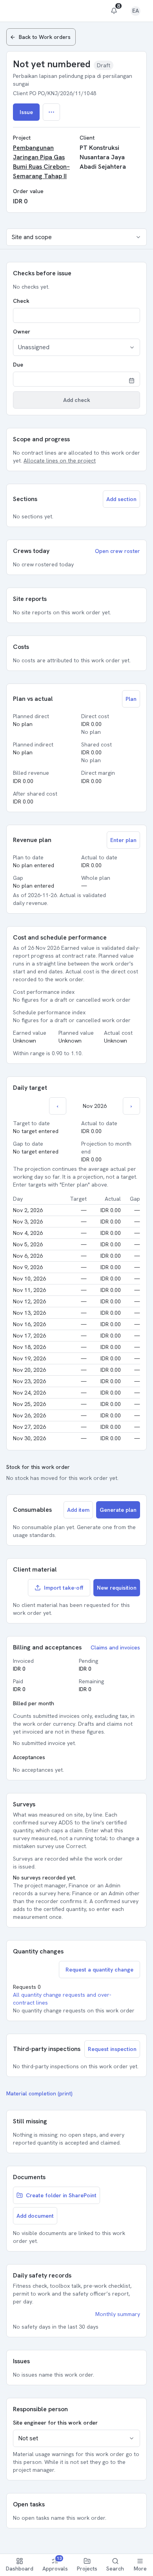 8
EA
← Back to Work orders
Not yet numbered Draft
Perbaikan lapisan pelindung pipa di persilangan
sungai
Client PO PO/KN2/2026/11/1048
Issue
Project
Pembangunan
Jaringan Pipa Gas
Bumi Ruas Cirebon–
Semarang Tahap II
Client
PT Konstruksi
Nusantara Jaya
Abadi Sejahtera
Order value
IDR 0
Site and scope
Checks before issue
No checks yet.
Check
Owner
Unassigned
Due
Add check
Scope and progress
No contract lines are allocated to this work order
yet. Allocate lines on the project
Sections
Add section
No sections yet.
Crews today
Open crew roster
No crew rostered today.
Site reports
No site reports on this work order yet.
Costs
No costs are attributed to this work order yet.
Plan vs actual
Plan
Planned direct
No plan
Direct cost
IDR 0.00
No plan
Planned indirect
No plan
Shared cost
IDR 0.00
No plan
Billed revenue
IDR 0.00
Direct margin
IDR 0.00
After shared cost
IDR 0.00
Revenue plan
Enter plan
Plan to date
No plan entered
Actual to date
IDR 0.00
Gap
No plan entered
Whole plan
—
As of 2026-11-26. Actual is validated
daily revenue.
Cost and schedule performance
As of 26 Nov 2026 Earned value is validated daily-
report progress at contract rate. Planned value
runs in a straight line between the work order's
start and end dates. Actual cost is the direct cost
recorded to the work order.
Cost performance index
No figures for a draft or cancelled work order
Schedule performance index
No figures for a draft or cancelled work order
Earned value
Unknown
Planned value
Unknown
Actual cost
Unknown
Within range is 0.90 to 1.10.
Daily target
‹ Nov 2026 ›
Target to date
No target entered
Actual to date
IDR 0.00
Gap to date
No target entered
Projection to month
end
IDR 0.00
The projection continues the average actual per
working day so far. It is a projection, not a target.
Enter targets with "Enter plan" above.
Day Target Actual Gap
Nov 2, 2026 — IDR 0.00 —
Nov 3, 2026 — IDR 0.00 —
Nov 4, 2026 — IDR 0.00 —
Nov 5, 2026 — IDR 0.00 —
Nov 6, 2026 — IDR 0.00 —
Nov 9, 2026 — IDR 0.00 —
Nov 10, 2026 — IDR 0.00 —
Nov 11, 2026 — IDR 0.00 —
Nov 12, 2026 — IDR 0.00 —
Nov 13, 2026 — IDR 0.00 —
Nov 16, 2026 — IDR 0.00 —
Nov 17, 2026 — IDR 0.00 —
Nov 18, 2026 — IDR 0.00 —
Nov 19, 2026 — IDR 0.00 —
Nov 20, 2026 — IDR 0.00 —
Nov 23, 2026 — IDR 0.00 —
Nov 24, 2026 — IDR 0.00 —
Nov 25, 2026 — IDR 0.00 —
Nov 26, 2026 — IDR 0.00 —
Nov 27, 2026 — IDR 0.00 —
Nov 30, 2026 — IDR 0.00 —
Stock for this work order
No stock has moved for this work order yet.
Consumables
Add item
Generate plan
No consumable plan yet. Generate one from the
usage standards.
Client material
Import take-off
New requisition
No client material has been requested for this
work order yet.
Billing and acceptances
Claims and invoices
Invoiced
IDR 0
Pending
IDR 0
Paid
IDR 0
Remaining
IDR 0
Billed per month
Counts submitted invoices only, excluding tax, in
the work order currency. Drafts and claims not
yet invoiced are not in these figures.
No submitted invoice yet.
Acceptances
No acceptances yet.
Surveys
What was measured on site, by line. Each
confirmed survey ADDS to the line's certified
quantity, which caps a claim. Enter what this
survey measured, not a running total; to change a
mistaken survey use Correct.
Surveys are recorded while the work order
is issued.
No surveys recorded yet.
The project manager, Finance or an Admin
records a survey here; Finance or an Admin other
than the recorder confirms it. A confirmed survey
adds to the certified quantity, so only enter each
measurement once.
Quantity changes
Request a quantity change
Requests 0
All quantity change requests and over-
contract lines
No quantity change requests on this work order.
Third-party inspections
Request inspection
No third-party inspections on this work order yet.
Material completion (print)
Still missing
Nothing is missing: no open steps, and every
reported quantity is accepted and claimed.
Documents
Create folder in SharePoint
Add document
No visible documents are linked to this work
order yet.
Daily safety records
Fitness check, toolbox talk, pre-work checklist,
permit to work and the safety officer's report,
per day.
Monthly summary
No safety days in the last 30 days.
Issues
No issues name this work order.
Responsible person
Site engineer for this work order
Not set
Material usage warnings for this work order go to
this person. While it is not set they go to the
project manager.
Open tasks
No open tasks name this work order.
Dashboard
13
Approvals
Projects
Search
More